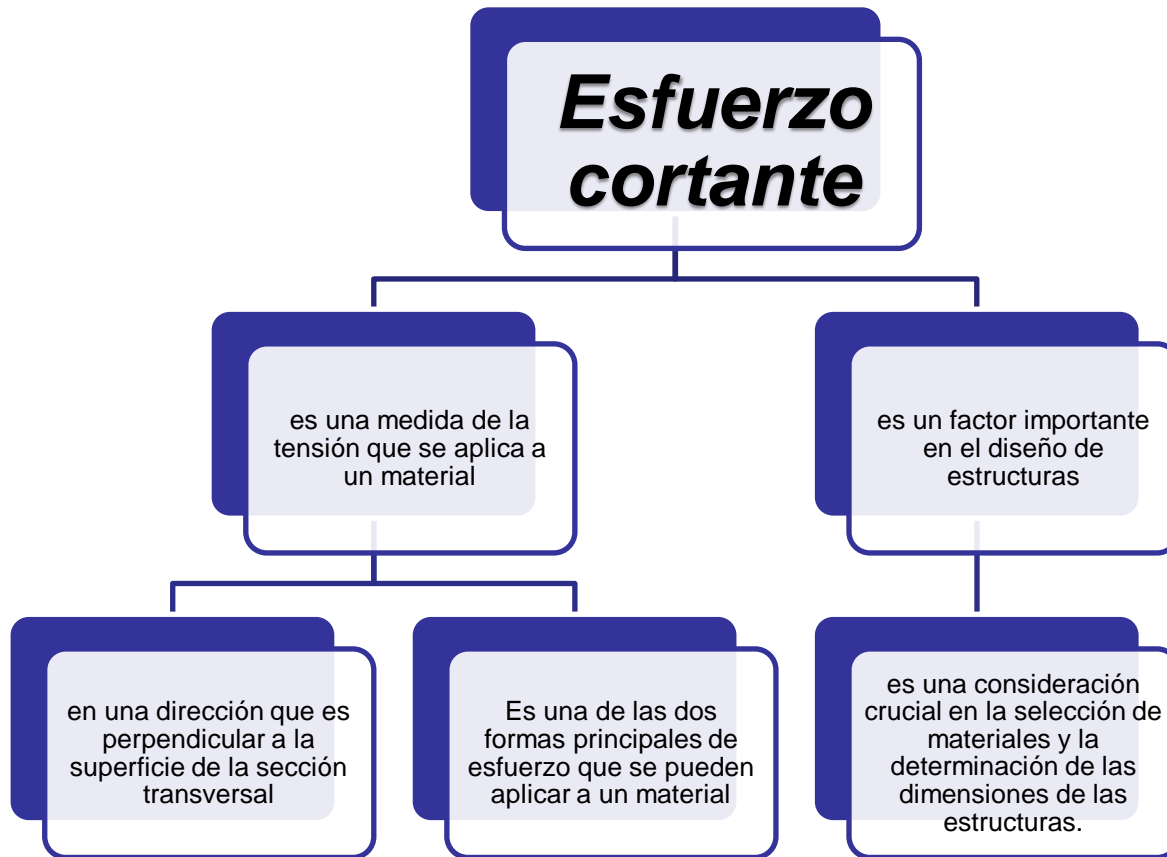 Esfuerzo
cortante
es una medida de la
tensión que se aplica a
un material
es un factor importante
en el diseño de
estructuras
en una dirección que es
perpendicular a la
superficie de la sección
transversal
Es una de las dos
formas principales de
esfuerzo que se pueden
aplicar a un material
es una consideración
crucial en la selección de
materiales y la
determinación de las
dimensiones de las
estructuras.